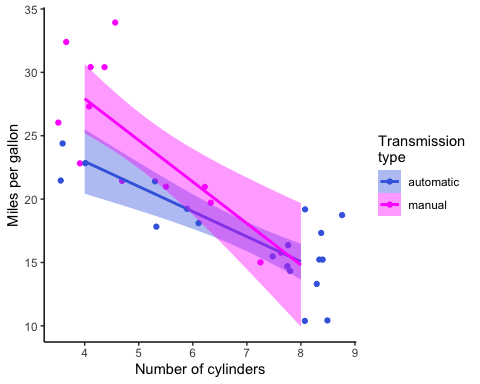 35
30
25
20
15
10
Miles per gallon
4 5 6 7 8 9
Number of cylinders
Transmission
type
automatic
manual